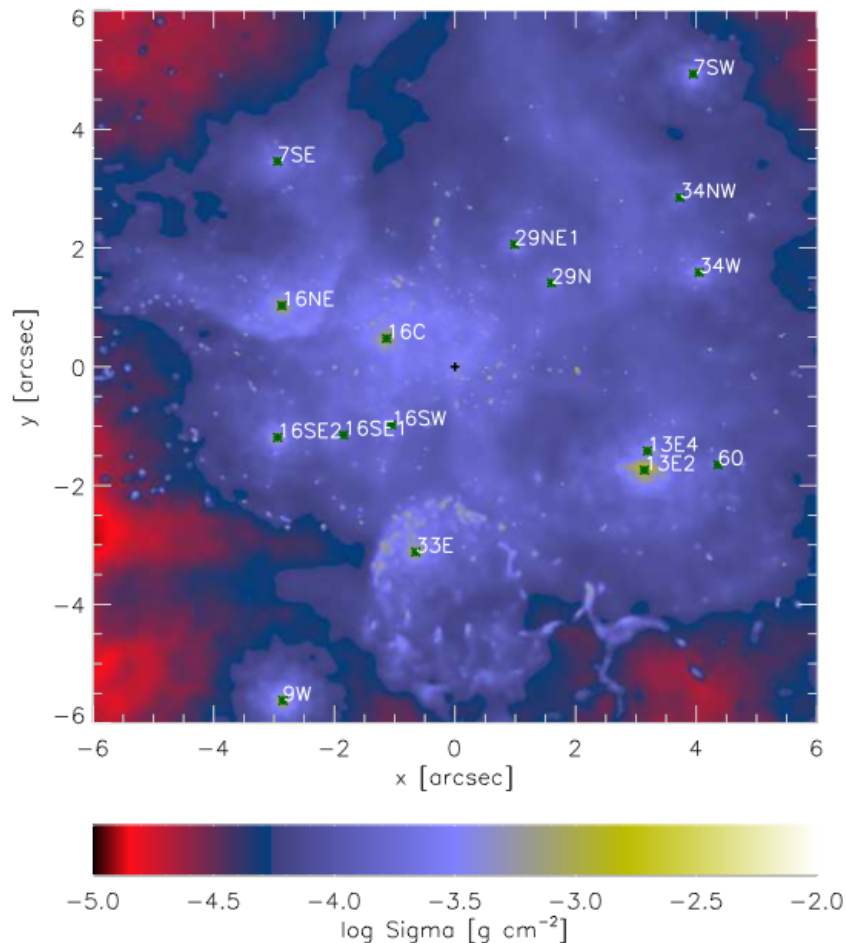 6
7SW
4
7SE
34NW
29NE1
2
34W
29N
16NE
16C
0
y [arcsec]
16SW
16SE2 16SE1
13E4
60
13E2
−2
33E
−4
9W
−6
−6 −4 −2 0 2 4 6
x [arcsec]
−5.0 −4.5 −4.0 −3.5 −3.0 −2.5 −2.0
log Sigma [g cm⁻²]